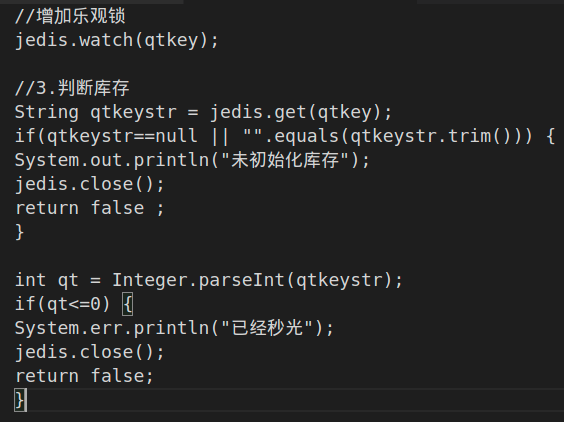 //增加乐观锁
jedis.watch(qtkey);
//3.判断库存
String qtkeystr = jedis.get(qtkey);
if(qtkeystr==null || "".equals(qtkeystr.trim())) {
System.out.println("未初始化库存");
jedis.close();
return false ;
}
int qt = Integer.parseInt(qtkeystr);
if(qt<=0) {
System.err.println("已经秒光");
jedis.close();
return false;
}